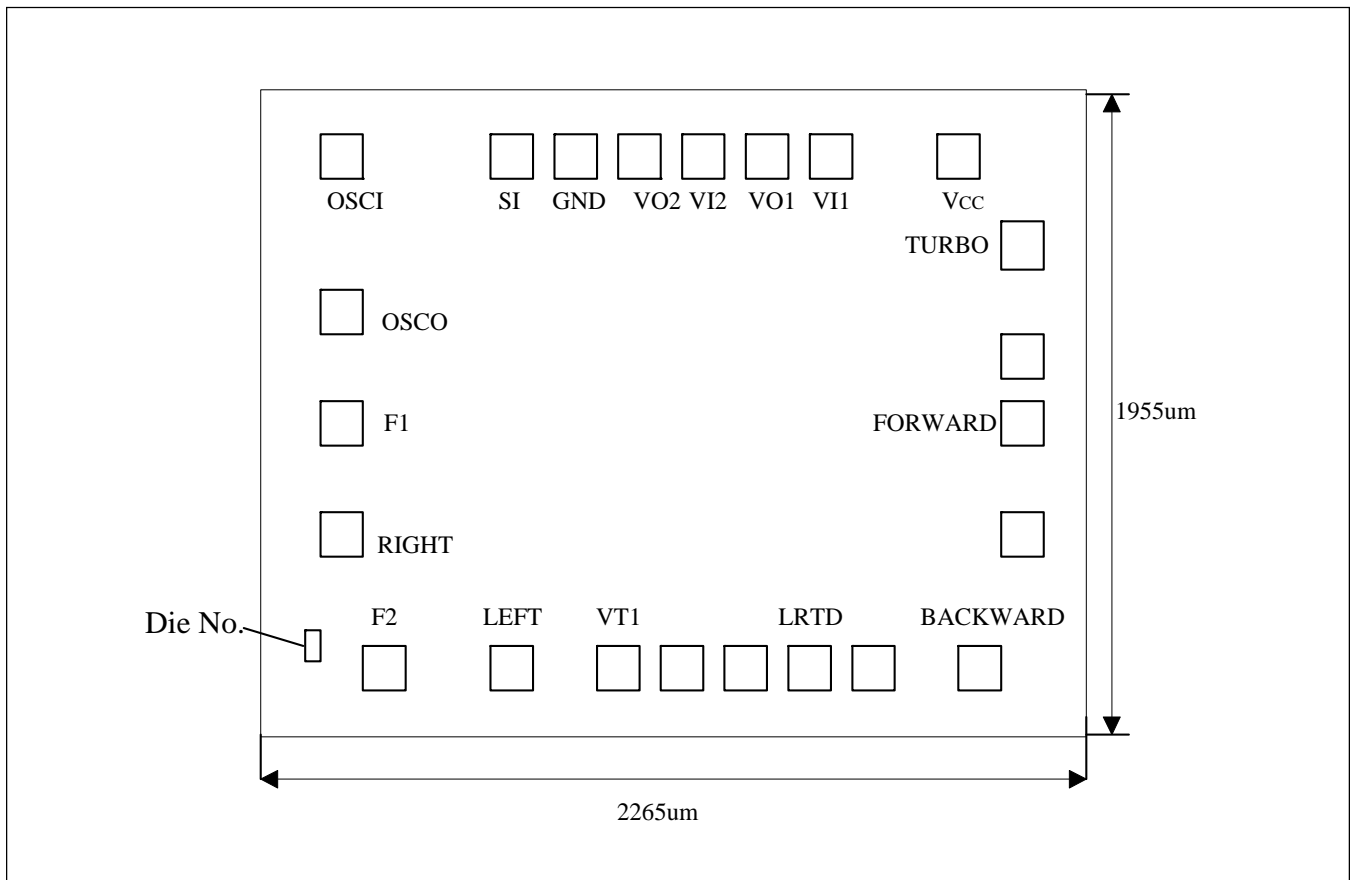 OSCI SI GND VO2 VI2 VO1 VI1 VCC
TURBO
OSCO
1955um
F1 FORWARD
RIGHT
F2 LEFT VT1 LRTD BACKWARD
Die No.
2265um